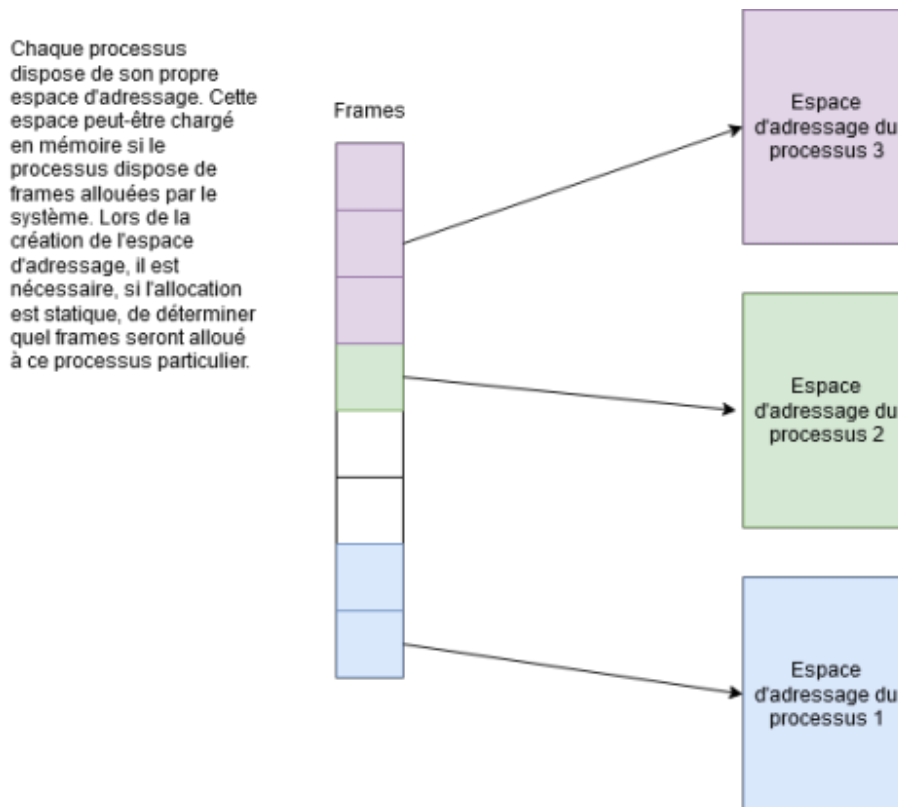 Chaque processus
dispose de son propre
espace d'adressage. Cette
espace peut-être chargé
en mémoire si le
processus dispose de
frames allouées par le
système. Lors de la
création de l'espace
d'adressage, il est
nécessaire, si l'allocation
est statique, de déterminer
quel frames seront alloué
à ce processus particulier.
Frames
Espace
d'adressage du
processus 3
Espace
d'adressage du
processus 2
Espace
d'adressage du
processus 1